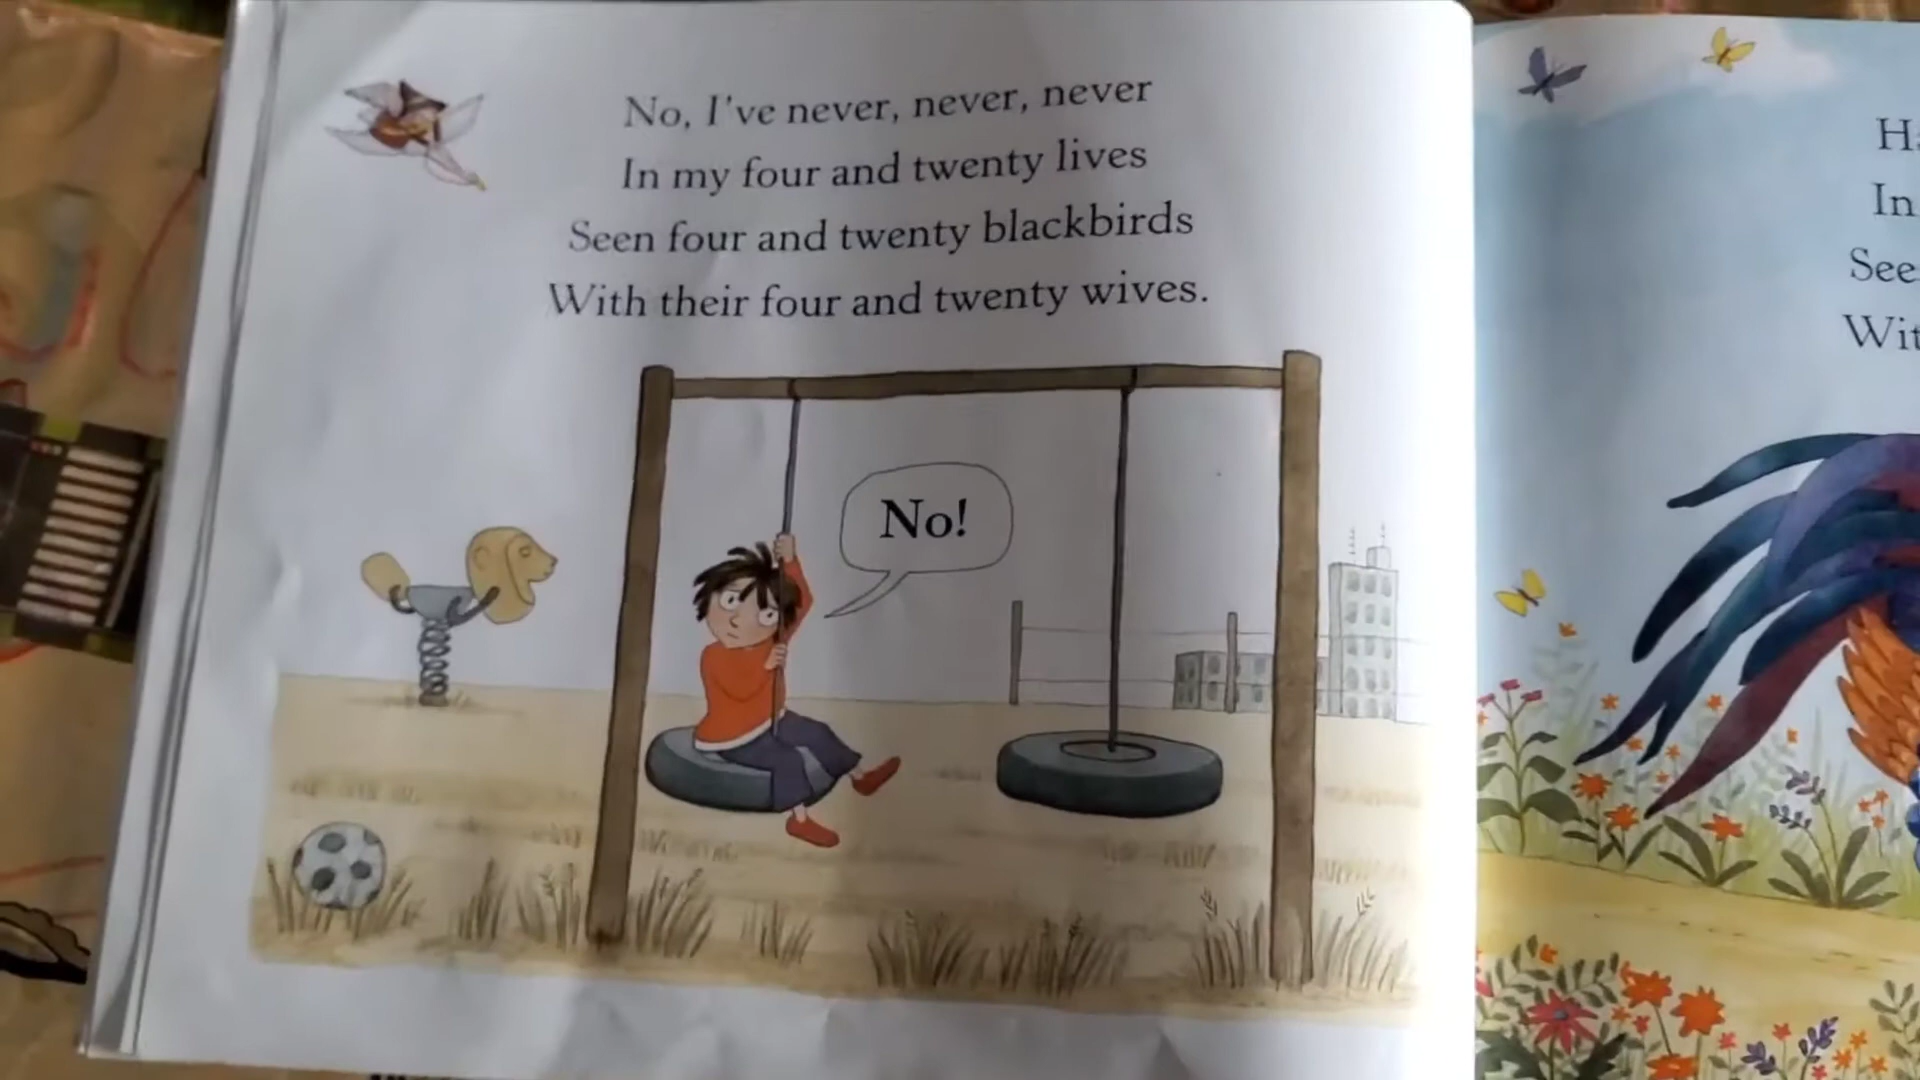 No, I've never, never, never
In my four and twenty lives
Seen four and twenty blackbirds
With their four and twenty wives.
No!
In